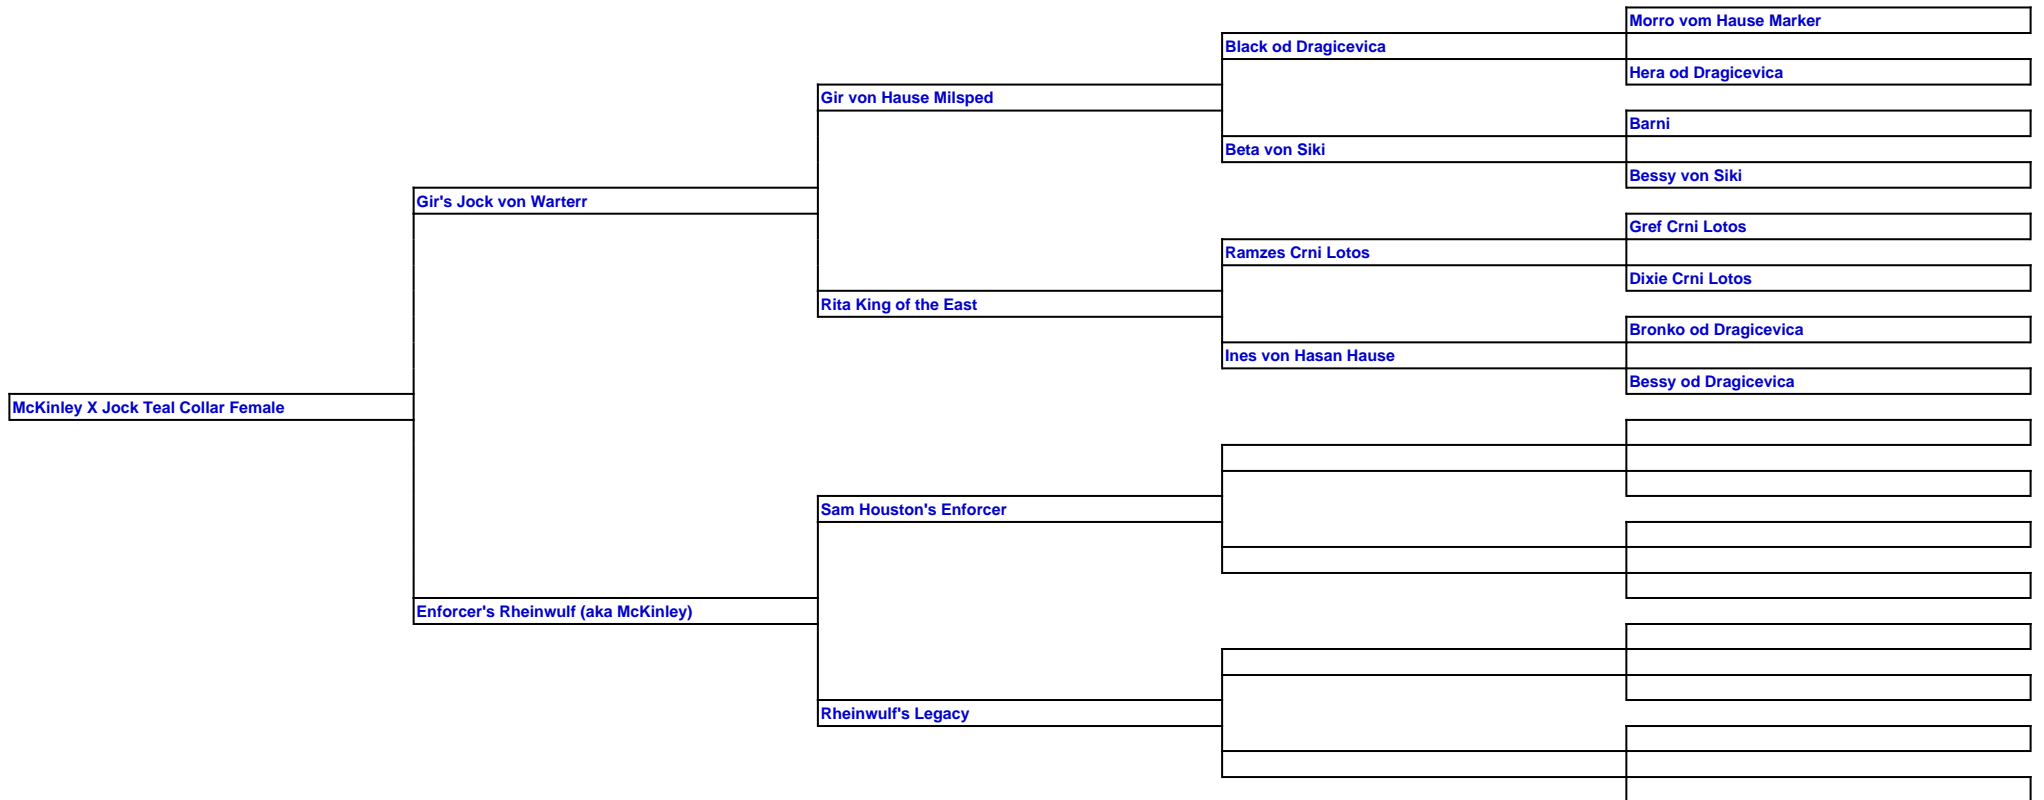 Morro vom Hause Marker
Black od Dragicevica
Hera od Dragicevica
Gir von Hause Milsped
Barni
Beta von Siki
Bessy von Siki
Gir's Jock von Warterr
Gref Crni Lotos
Ramzes Crni Lotos
Dixie Crni Lotos
Rita King of the East
Bronko od Dragicevica
Ines von Hasan Hause
Bessy od Dragicevica
McKinley X Jock Teal Collar Female
Sam Houston's Enforcer
Enforcer's Rheinwulf (aka McKinley)
Rheinwulf's Legacy